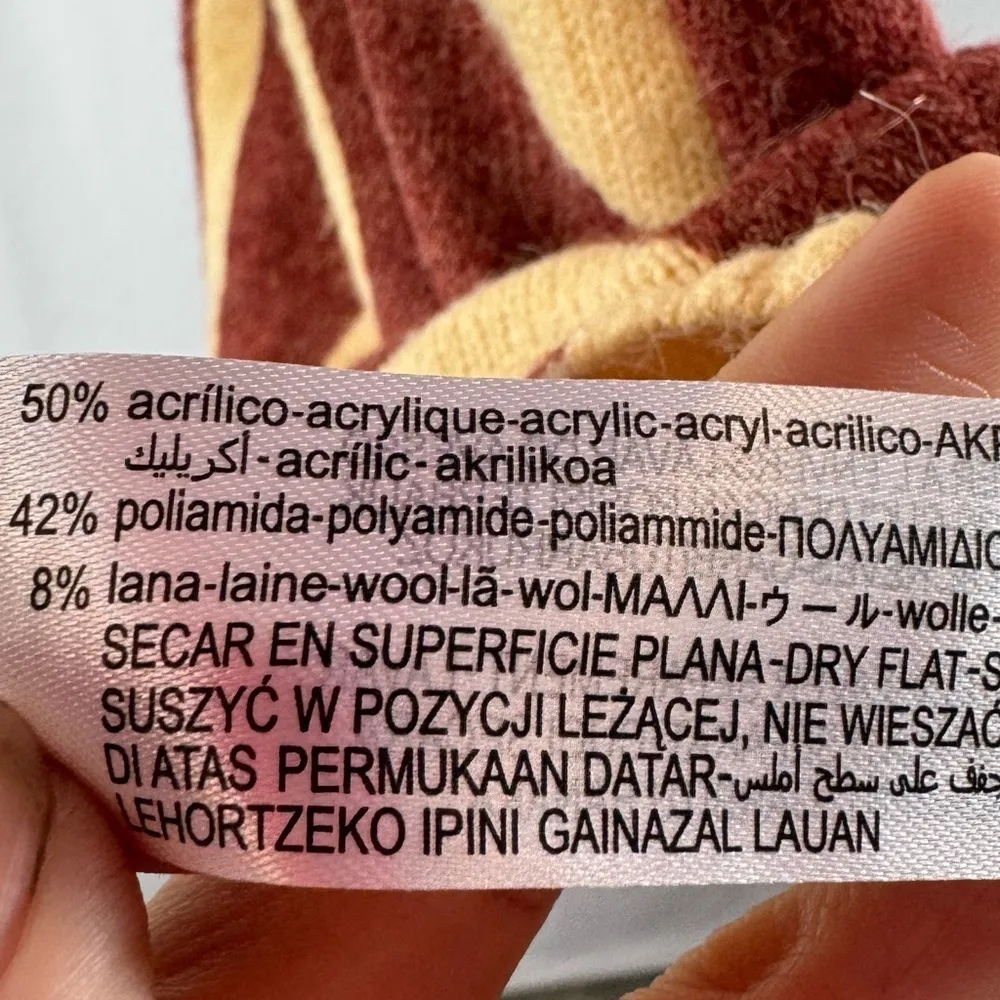 50% acrílico-acrylique-acrylic-acryl-acrilico-AK
أكريليك-acrílic-akrilikoa
42% poliamida-polyamide-poliammide-ΠΟΛΥΑΜΙΔΙΟ
8% lana-laine-wool-lã-wol-ΜΑΛΛΙ-ウール-wolle-
SECAR EN SUPERFICIE PLANA-DRY FLAT-S
SUSZYĆ W POZYCJI LEŻĄCEJ, NIE WIESZAĆ
DI ATAS PERMUKAAN DATAR-جفف على سطح أملس
LEHORTZEKO IPINI GAINAZAL LAUAN